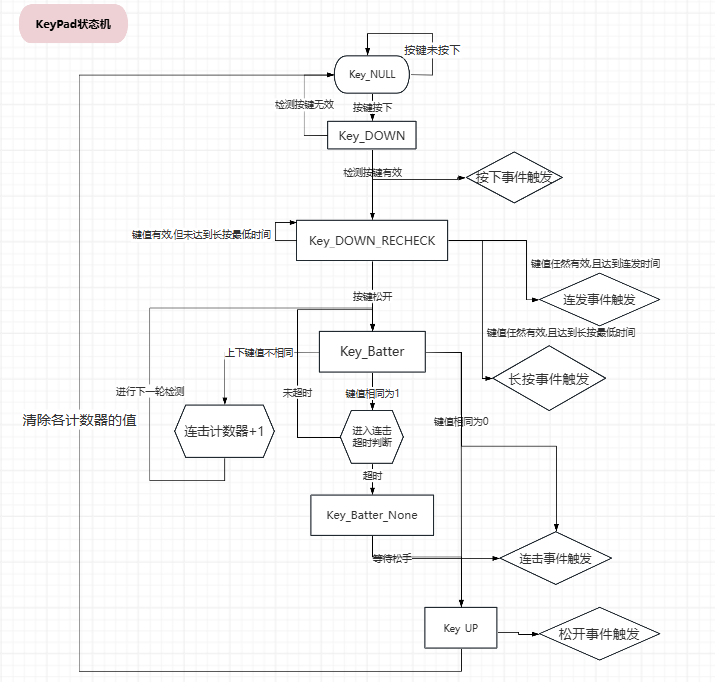 KeyPad状态机
按键未按下
Key_NULL
检测按键无效
按键按下
Key_DOWN
检测按键有效
按下事件触发
键值有效,但未达到长按最低时间
Key_DOWN_RECHECK
键值任然有效,且达到连发时间
按键松开
连发事件触发
键值任然有效,且达到长按最低时间
上下键值不相同
Key_Batter
长按事件触发
进行下一轮检测
未超时
键值相同为1
清除各计数器的值
连击计数器+1
进入连击
超时判断
键值相同为0
超时
Key_Batter_None
等待松手
连击事件触发
Key_UP
松开事件触发